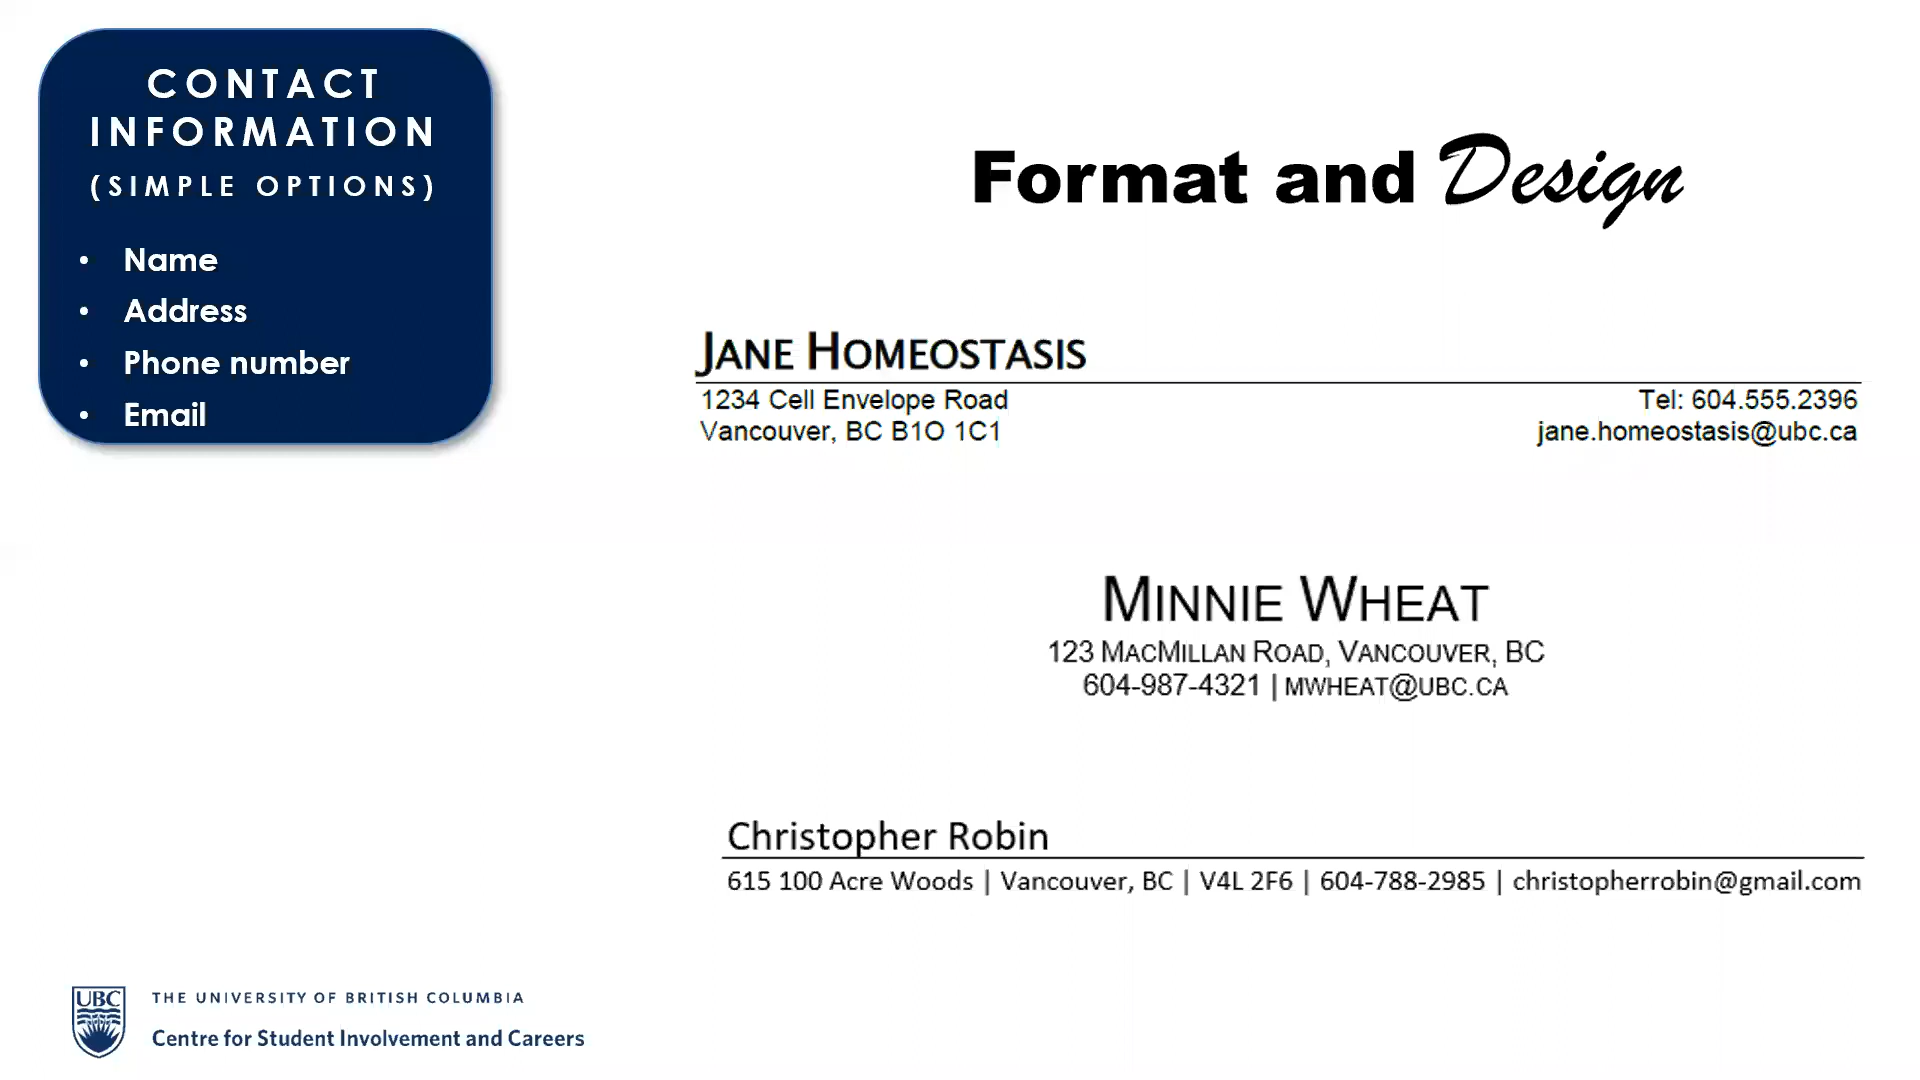 CONTACT
INFORMATION
(SIMPLE OPTIONS)
• Name
• Address
• Phone number
• Email
Format and Design
JANE HOMEOSTASIS
1234 Cell Envelope Road Tel: 604.555.2396
Vancouver, BC B1O 1C1 jane.homeostasis@ubc.ca
MINNIE WHEAT
123 MACMILLAN ROAD, VANCOUVER, BC
604-987-4321 | MWHEAT@UBC.CA
Christopher Robin
615 100 Acre Woods | Vancouver, BC | V4L 2F6 | 604-788-2985 | christopherrobin@gmail.com
UBC
THE UNIVERSITY OF BRITISH COLUMBIA
Centre for Student Involvement and Careers